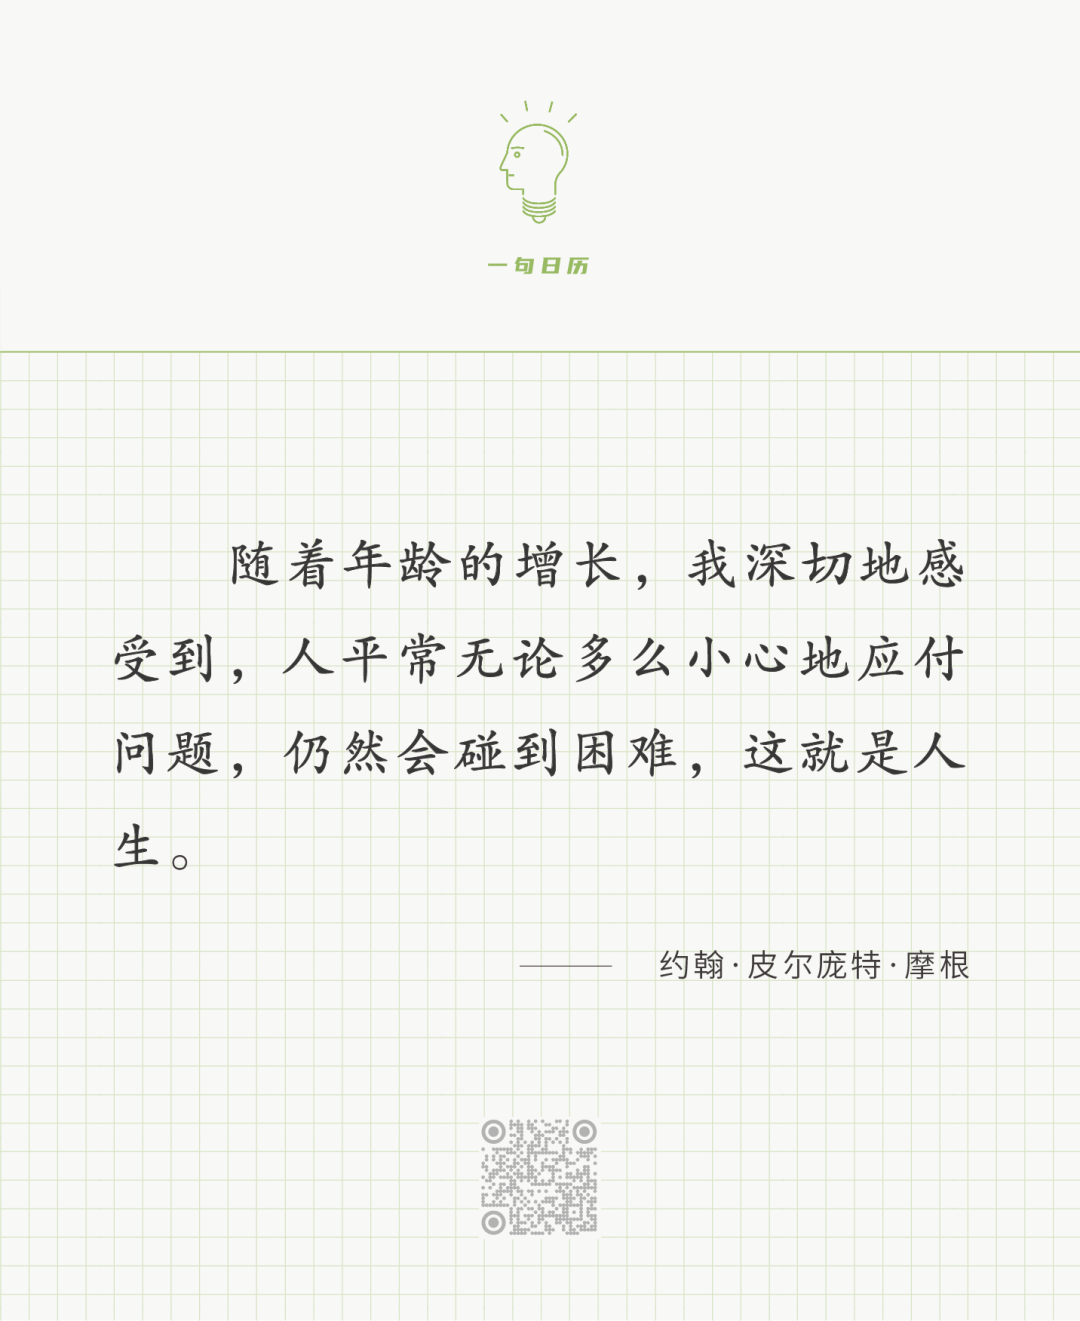 一句日历
随着年龄的增长，我深切地感
受到，人平常无论多么小心地应付
问题，仍然会碰到困难，这就是人
生。
—— 约翰·皮尔庞特·摩根